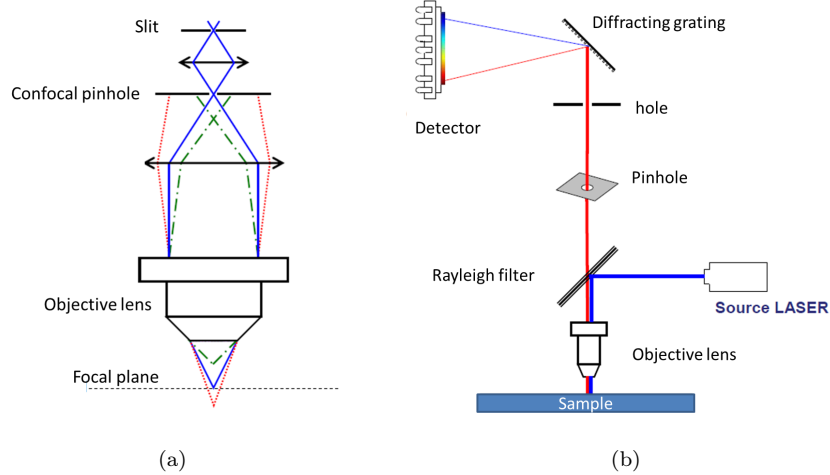 Slit
Confocal pinhole
Objective lens
Focal plane
(a)
Diffracting grating
Detector
hole
Pinhole
Rayleigh filter
Source LASER
Objective lens
Sample
(b)